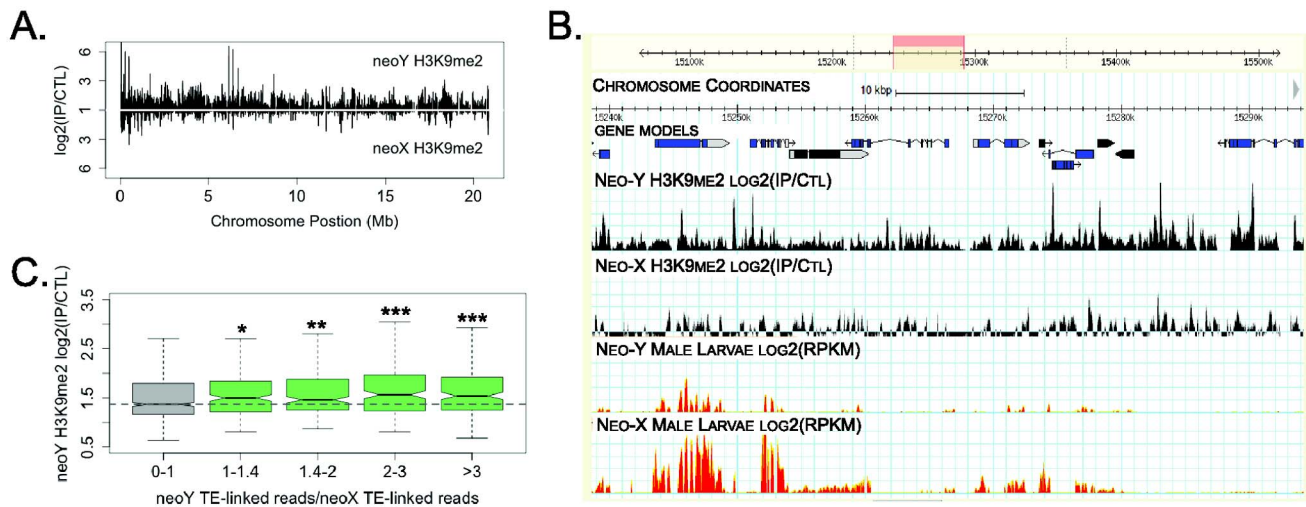 A.
log2(IP/CTL)
6
3
1
3
6
neoY H3K9me2
neoX H3K9me2
0 5 10 15 20
Chromosome Postion (Mb)
B.
15100k 15200k 15300k 15400k 15500k
CHROMOSOME COORDINATES
10 kbp
15240k 15250k 15260k 15270k 15280k 15290k
GENE MODELS
NEO-Y H3K9ME2 LOG2(IP/CTL)
NEO-X H3K9ME2 LOG2(IP/CTL)
NEO-Y MALE LARVAE LOG2(RPKM)
NEO-X MALE LARVAE LOG2(RPKM)
C.
neoY H3K9me2 log2(IP/CTL)
3.5
2.5
1.5
0.5
* ** *** ***
0-1 1-1.4 1.4-2 2-3 >3
neoY TE-linked reads/neoX TE-linked reads